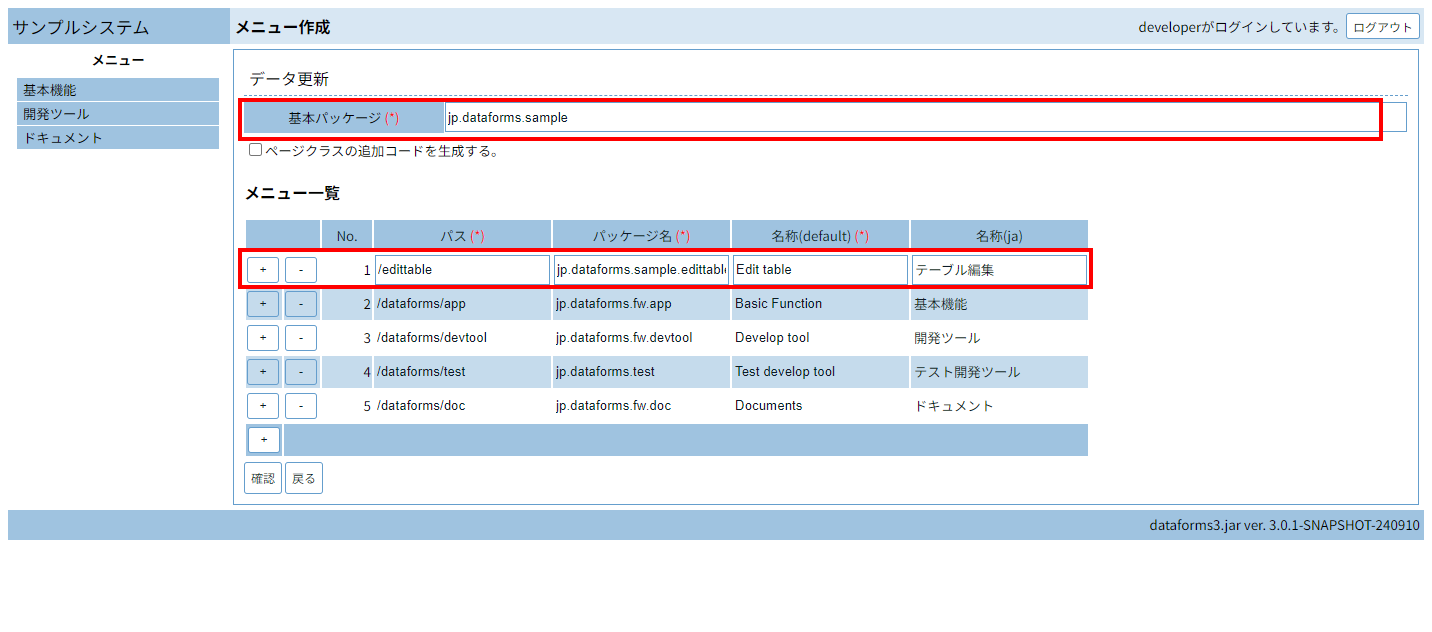 サンプルシステム
メニュー作成
developerがログインしています。 ログアウト
メニュー
基本機能
開発ツール
ドキュメント
データ更新
基本パッケージ (*) jp.dataforms.sample
ページクラスの追加コードを生成する。
メニュー一覧
No. パス (*) パッケージ名 (*) 名称(default) (*) 名称(ja)
+ - 1 /edittable jp.dataforms.sample.edittabl Edit table テーブル編集
+ - 2 /dataforms/app jp.dataforms.fw.app Basic Function 基本機能
+ - 3 /dataforms/devtool jp.dataforms.fw.devtool Develop tool 開発ツール
+ - 4 /dataforms/test jp.dataforms.test Test develop tool テスト開発ツール
+ - 5 /dataforms/doc jp.dataforms.fw.doc Documents ドキュメント
+
確認 戻る
dataforms3.jar ver. 3.0.1-SNAPSHOT-240910